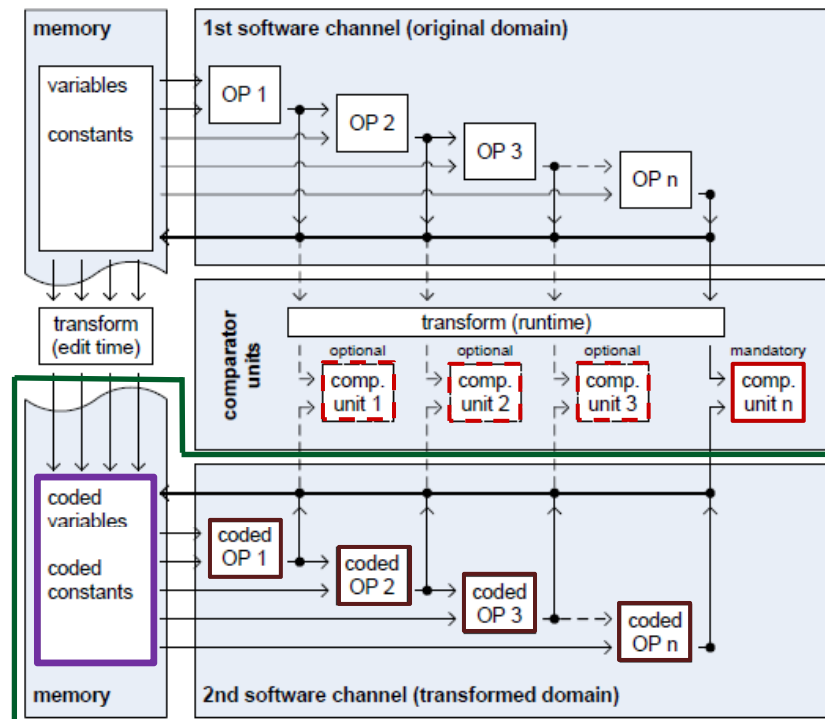 memory
1st software channel (original domain)
variables
constants
OP 1
OP 2
OP 3
OP n
transform
(edit time)
comparator
units
transform (runtime)
optional
comp.
unit 1
optional
comp.
unit 2
optional
comp.
unit 3
mandatory
comp.
unit n
coded
variables
coded
constants
coded
OP 1
coded
OP 2
coded
OP 3
coded
OP n
memory
2nd software channel (transformed domain)